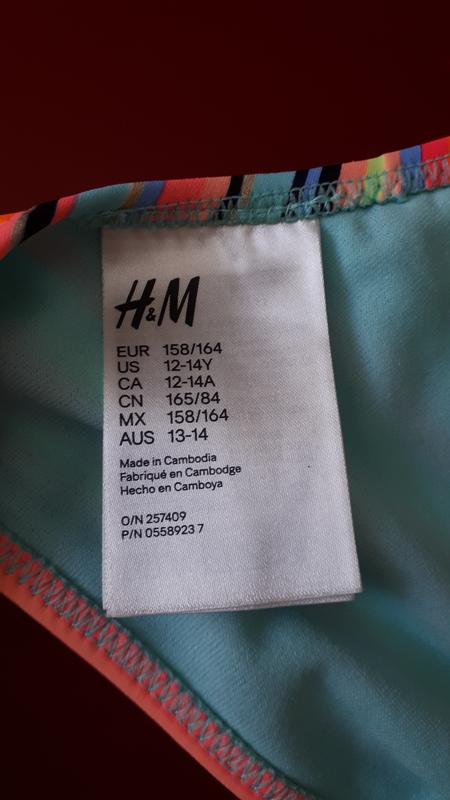 H&M
EUR 158/164
US 12-14Y
CA 12-14A
CN 165/84
MX 158/164
AUS 13-14
Made in Cambodia
Fabriqué en Cambodge
Hecho en Camboya
O/N 257409
P/N 0558923 7